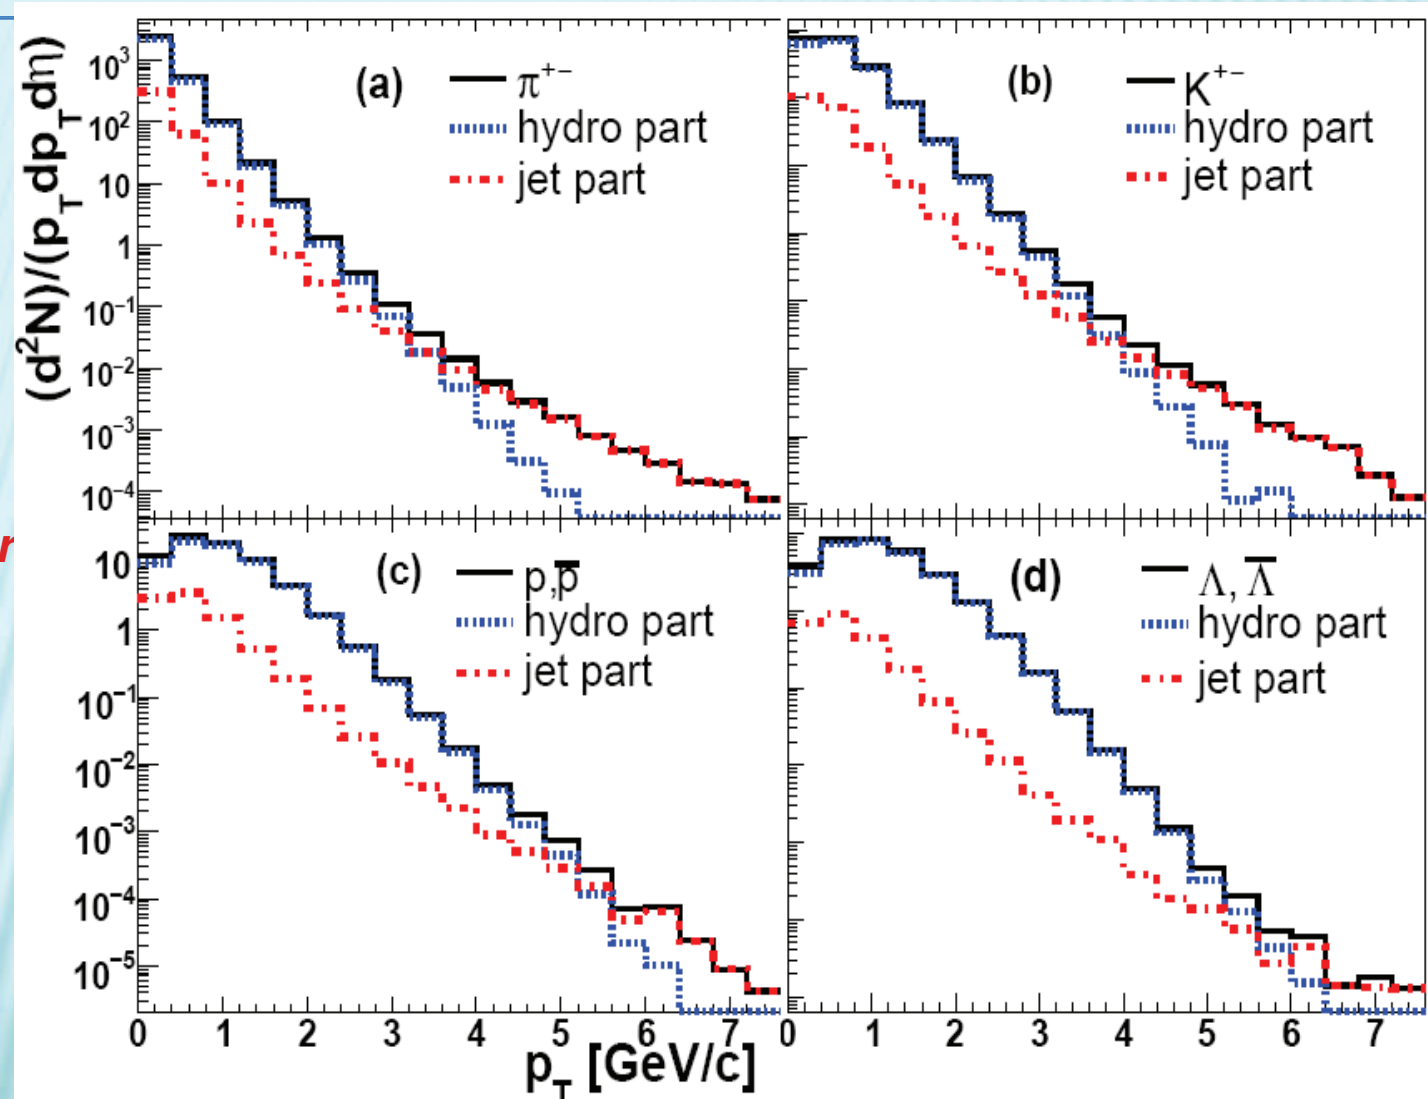 (d²N)/(p_T dp_T dη)
10³
10²
10
1
10⁻¹
10⁻²
10⁻³
10⁻⁴
(a)
π⁺⁻
hydro part
jet part
(b)
K⁺⁻
hydro part
jet part
10
1
10⁻¹
10⁻²
10⁻³
10⁻⁴
10⁻⁵
(c)
p,p̅
hydro part
jet part
(d)
Λ, Λ̅
hydro part
jet part
0 1 2 3 4 5 6 7
0 1 2 3 4 5 6 7
p_T [GeV/c]